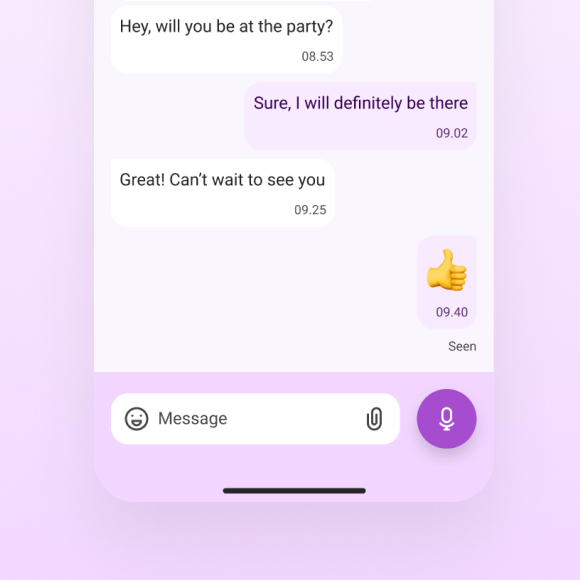 Hey, will you be at the party?
08.53
Sure, I will definitely be there
09.02
Great! Can’t wait to see you
09.25
👍
09.40
Seen
Message